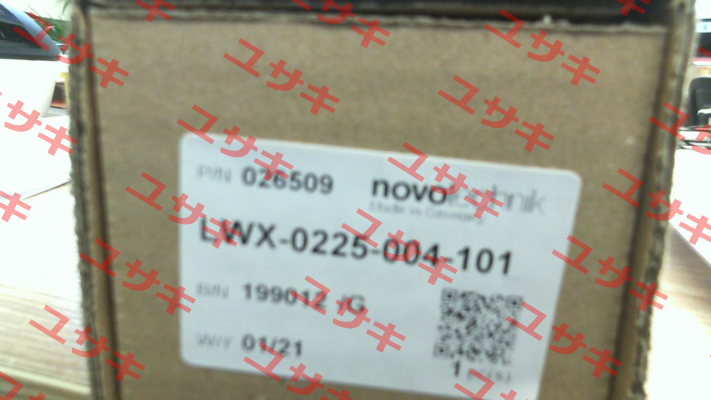 P/N 026509
novotechnik
Made in Germany
LWX-0225-004-101
B/N 199012 /G
W/Y 01/21
ユサキ